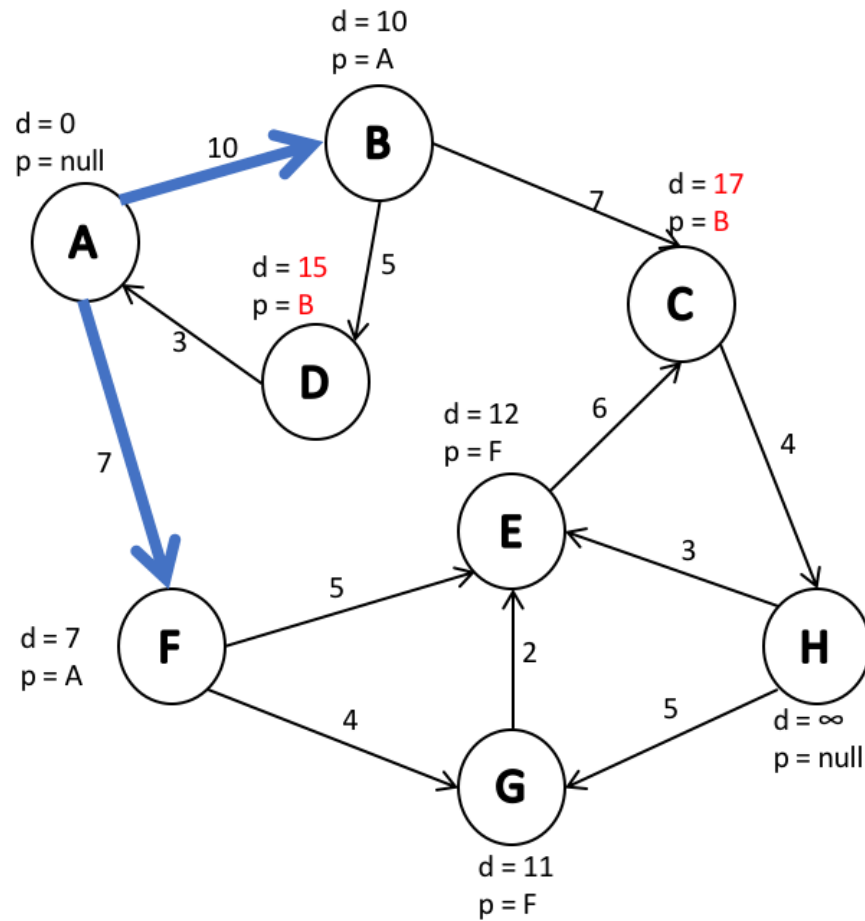 d = 10
p = A
B
d = 0
p = null
10
A
7
d = 17
p = B
C
5
d = 15
p = B
3
D
6
d = 12
p = F
4
7
E
3
5
d = 7
p = A
F
2
H
4
5
d = ∞
p = null
G
d = 11
p = F